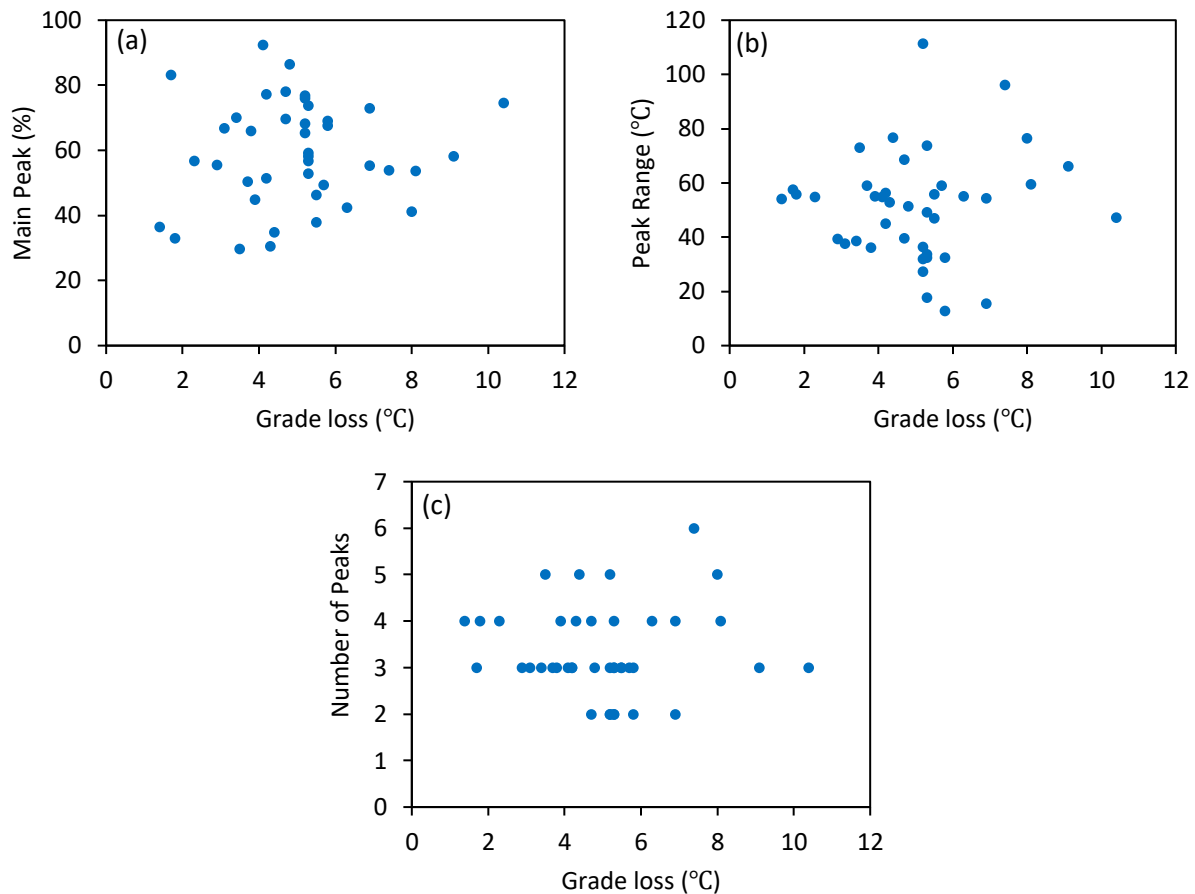 (a)
Main Peak (%)
100
80
60
40
20
0
0 2 4 6 8 10 12
Grade loss (℃)
(b)
Peak Range (℃)
120
100
80
60
40
20
0
0 2 4 6 8 10 12
Grade loss (℃)
(c)
Number of Peaks
7
6
5
4
3
2
1
0
0 2 4 6 8 10 12
Grade loss (℃)